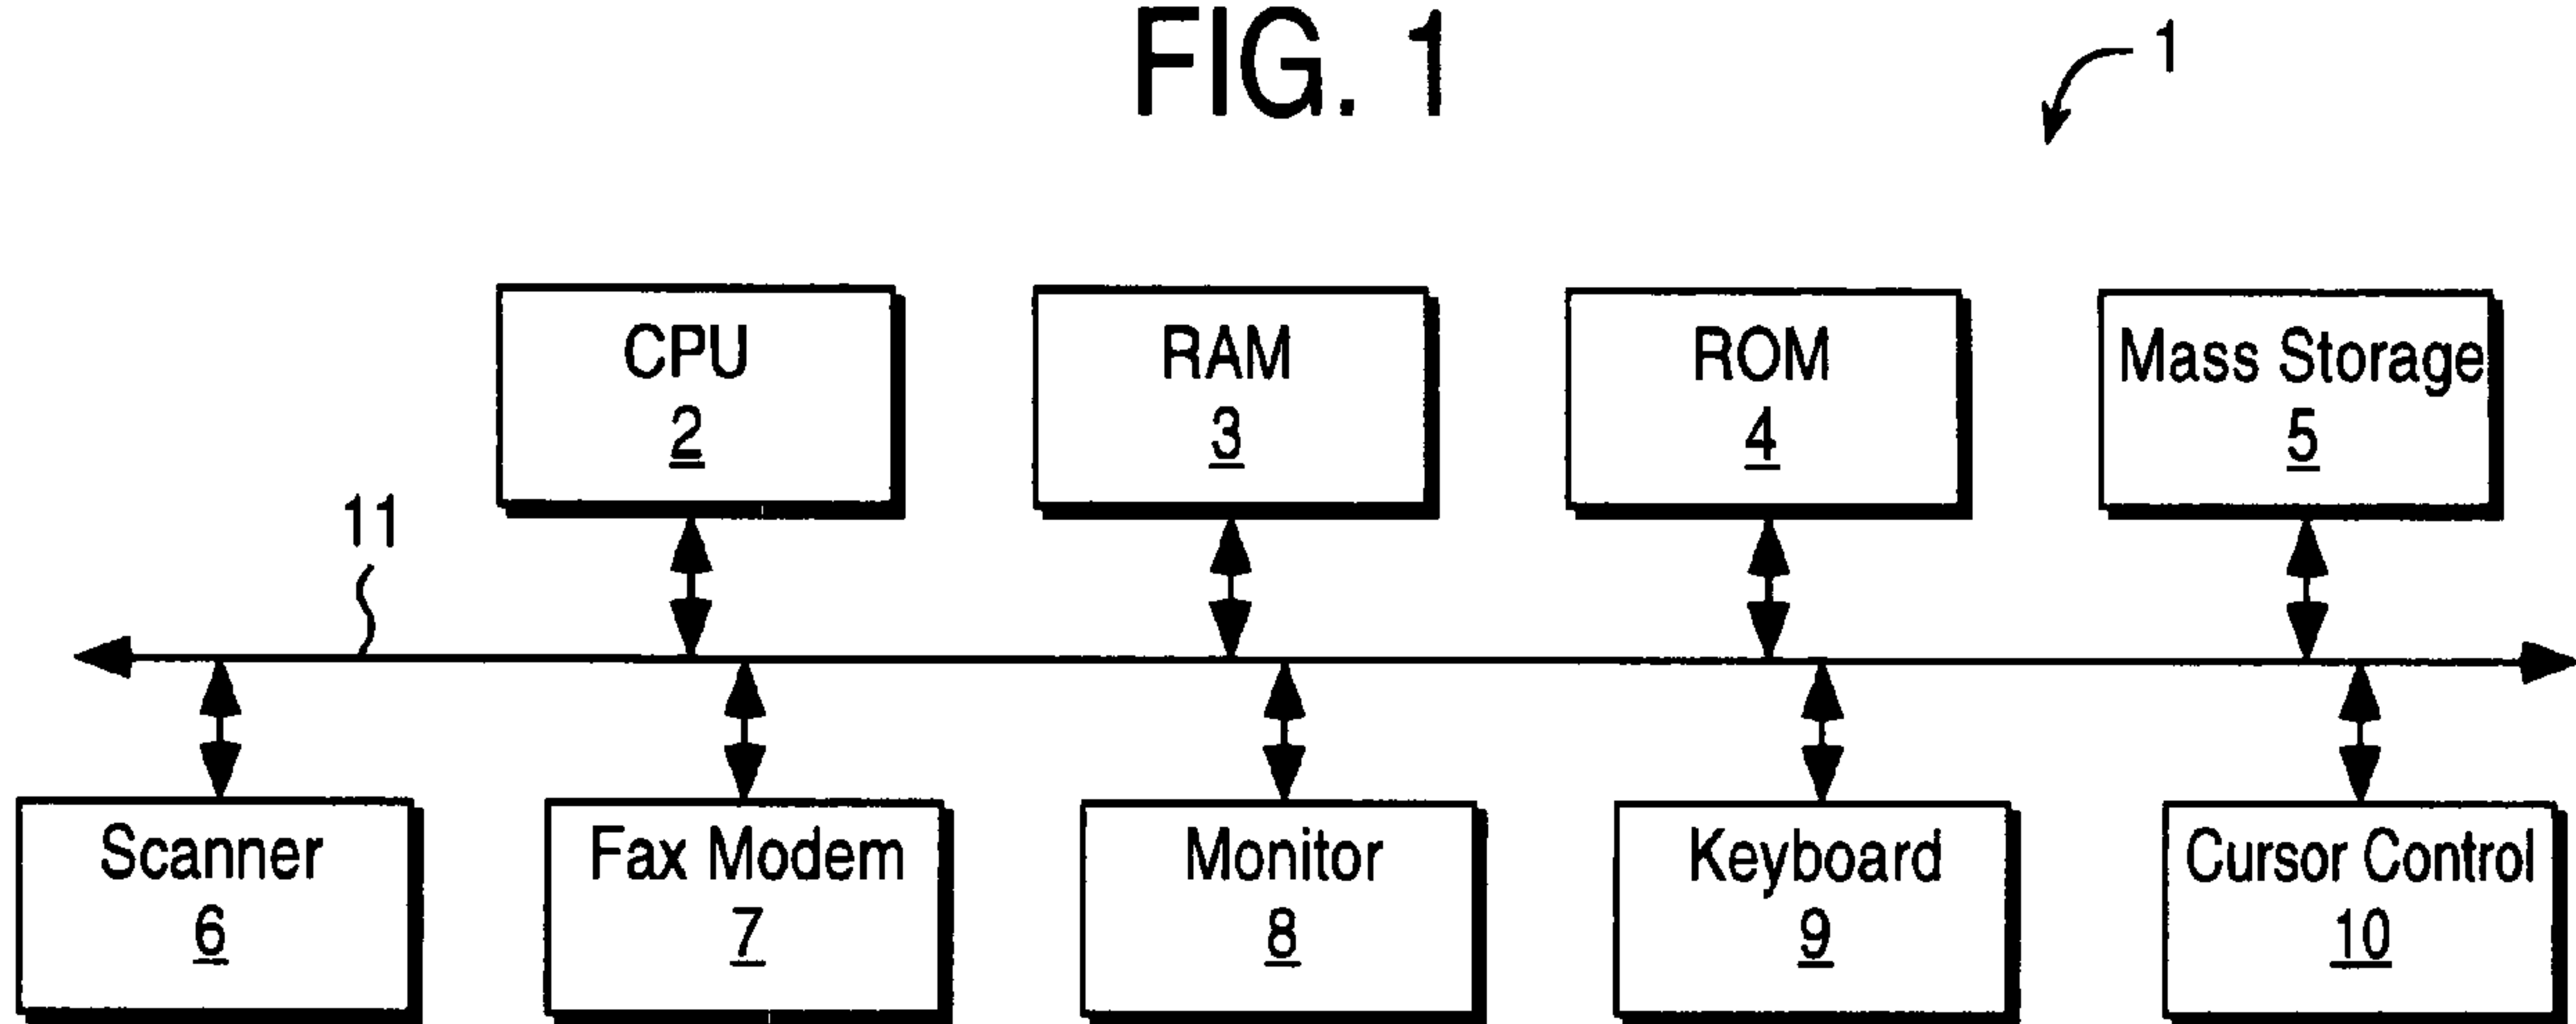 FIG. 1
1
CPU
2
RAM
3
ROM
4
Mass Storage
5
11
Scanner
6
Fax Modem
7
Monitor
8
Keyboard
9
Cursor Control
10